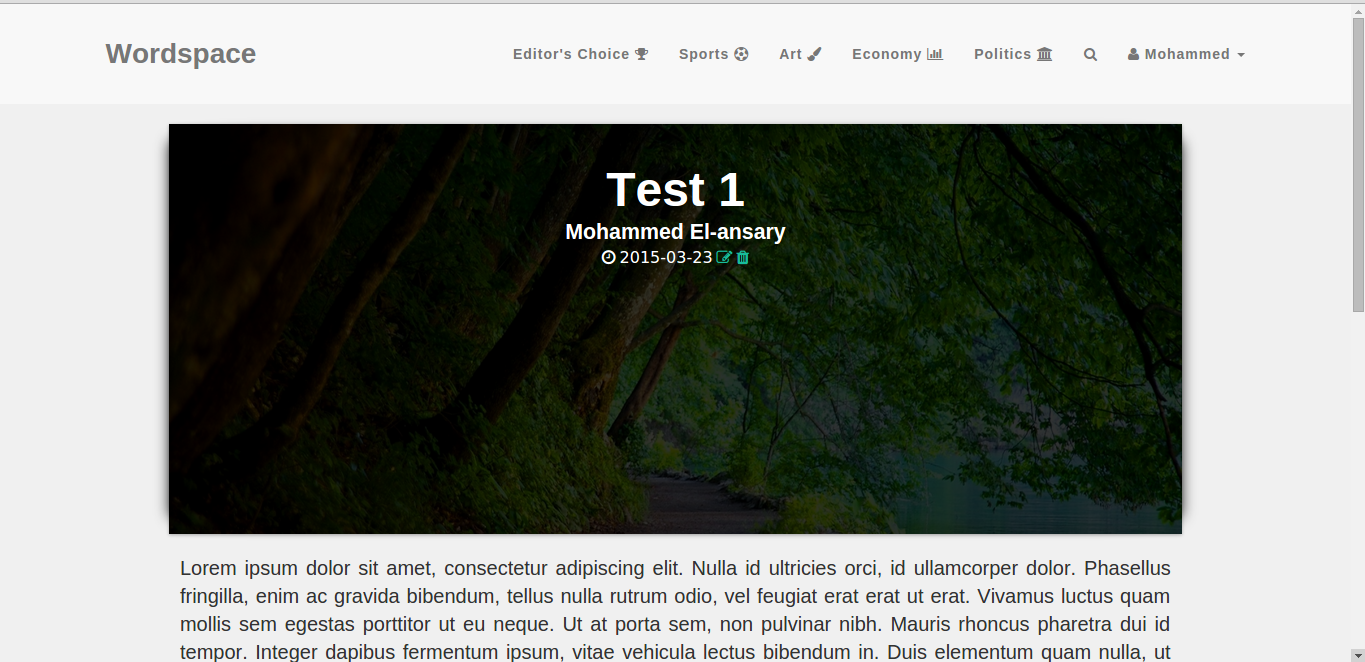 Wordspace Editor's Choice Sports Art Economy Politics Mohammed
Test 1
Mohammed El-ansary
2015-03-23
Lorem ipsum dolor sit amet, consectetur adipiscing elit. Nulla id ultricies orci, id ullamcorper dolor. Phasellus
fringilla, enim ac gravida bibendum, tellus nulla rutrum odio, vel feugiat erat erat ut erat. Vivamus luctus quam
mollis sem egestas porttitor ut eu neque. Ut at porta sem, non pulvinar nibh. Mauris rhoncus pharetra dui id
tempor. Integer dapibus fermentum ipsum, vitae vehicula lectus bibendum in. Duis elementum quam nulla, ut